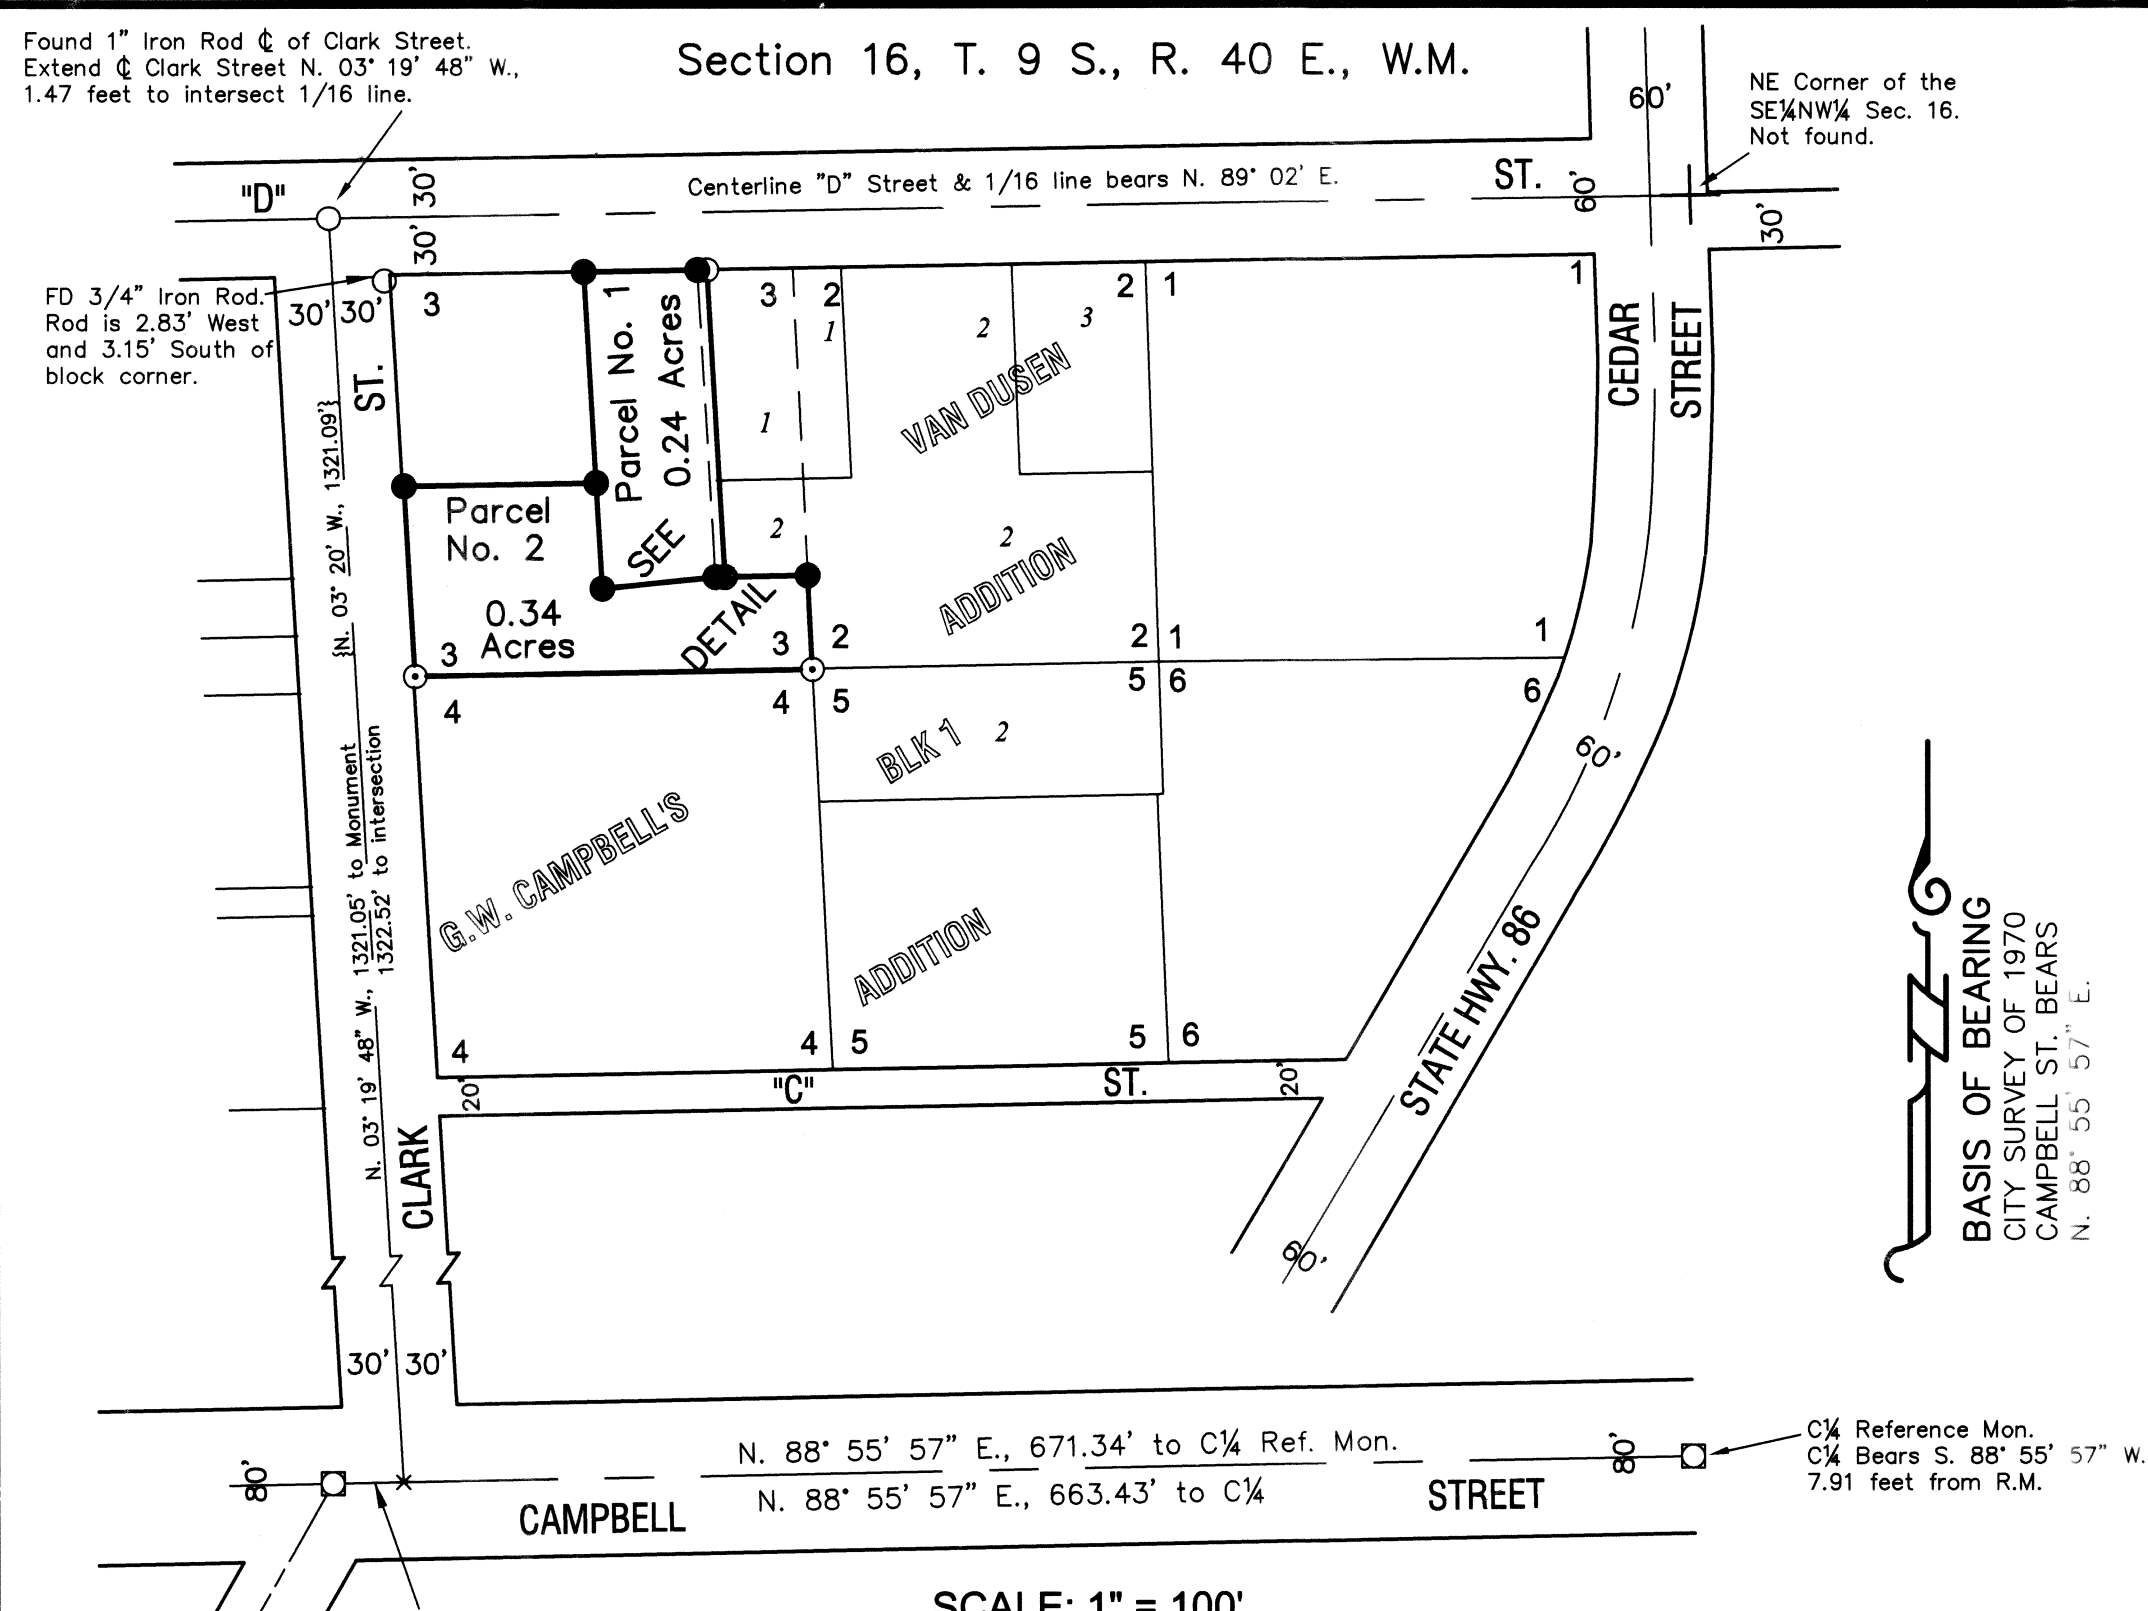 Found 1" Iron Rod ℄ of Clark Street.
Extend ℄ Clark Street N. 03° 19' 48" W.,
1.47 feet to intersect 1/16 line.
Section 16, T. 9 S., R. 40 E., W.M.
60'
NE Corner of the
SE¼NW¼ Sec. 16.
Not found.
"D"
30'
Centerline "D" Street & 1/16 line bears N. 89° 02' E.
ST.
60'
30'
30'
FD 3/4" Iron Rod.
Rod is 2.83' West
and 3.15' South of
block corner.
30'
30'
3
Parcel No. 1
0.24 Acres
3
2
1
2
3
2
1
1
1
CEDAR
STREET
ST.
VAN DUSEN
{N. 03° 20' W., 1321.09'}
Parcel
No. 2
SEE
2
2
ADDITION
0.34
Acres
DETAIL
3
3
2
2
1
1
4
4
5
5
6
6
BLK 1
2
60'
N. 03° 19' 48" W., 1321.05' to Monument
1322.52' to intersection
G.W. CAMPBELL'S
ADDITION
STATE HWY. 86
4
4
5
5
6
20'
"C"
ST.
20'
CLARK
60'
BASIS OF BEARING
CITY SURVEY OF 1970
CAMPBELL ST. BEARS
N. 88° 55' 57" E.
30'
30'
80'
N. 88° 55' 57" E., 671.34' to C¼ Ref. Mon.
N. 88° 55' 57" E., 663.43' to C¼
CAMPBELL
STREET
80'
C¼ Reference Mon.
C¼ Bears S. 88° 55' 57" W.
7.91 feet from R.M.
SCALE: 1" = 100'